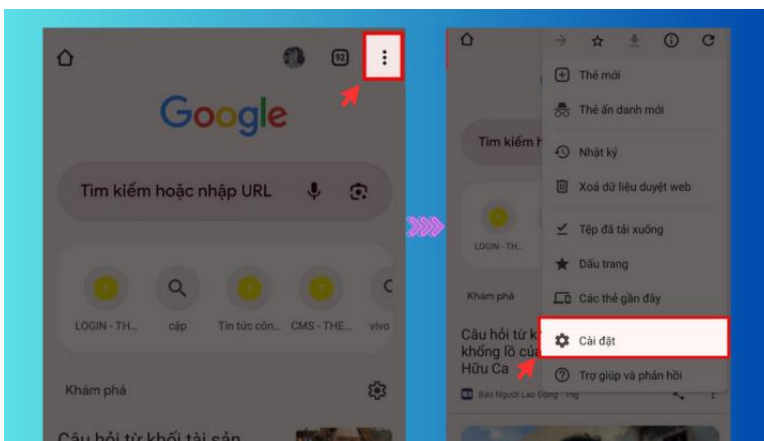 92
Google
Tìm kiếm hoặc nhập URL
LOGIN - TH...
cặp
Tin tức côn...
CMS - THE...
vivo
Khám phá
Câu hỏi từ khối tài sản
Thẻ mới
Thẻ ẩn danh mới
Tìm kiếm h
Nhật ký
Xoá dữ liệu duyệt web
Tệp đã tải xuống
LOGIN - TH...
Dấu trang
Khám phá
Các thẻ gần đây
Câu hỏi từ k
khổng lồ của
Hữu Ca
Cài đặt
Trợ giúp và phản hồi
Báo Người Lao Động